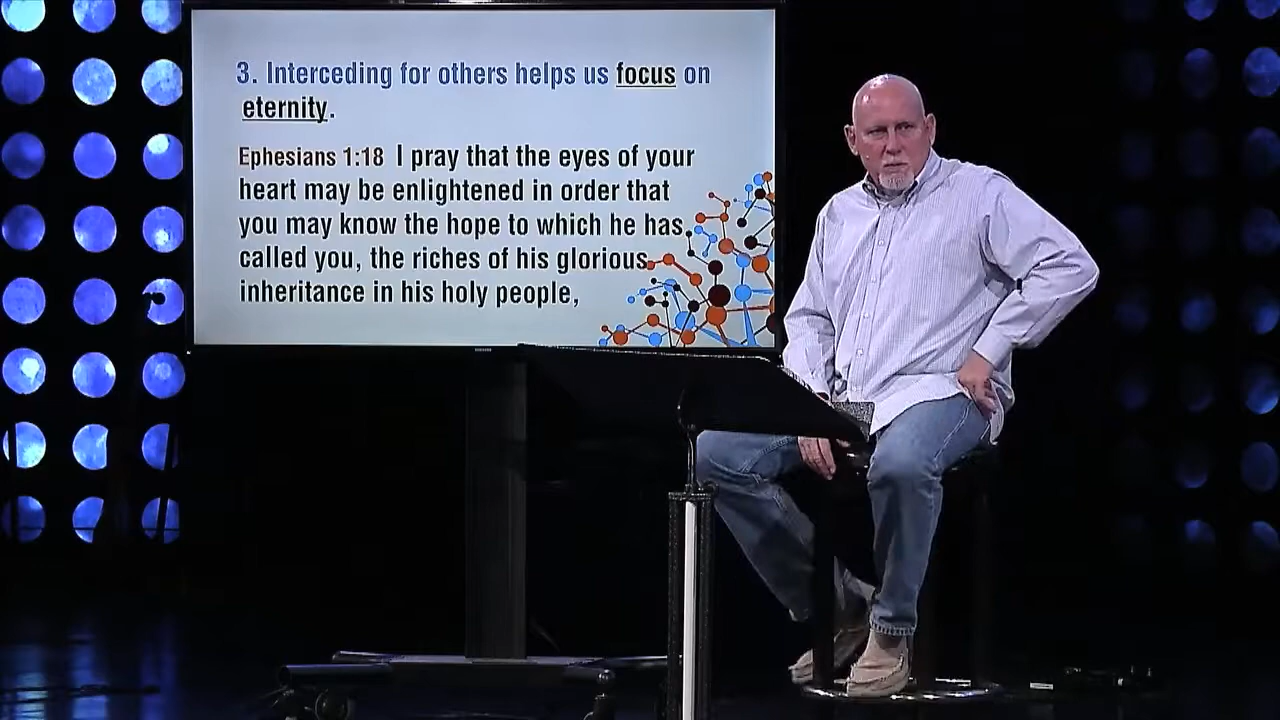 3. Interceding for others helps us focus on
eternity.
Ephesians 1:18 I pray that the eyes of your
heart may be enlightened in order that
you may know the hope to which he has
called you, the riches of his glorious
inheritance in his holy people,